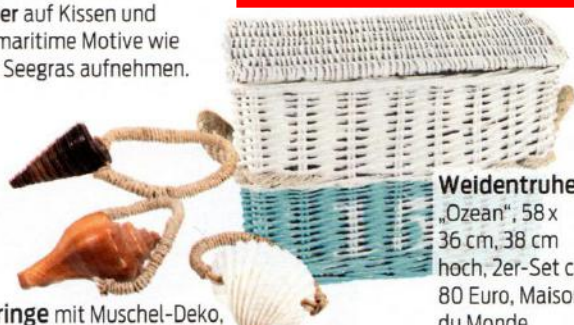 er auf Kissen und
maritime Motive wie
Seegras aufnehmen.
Weidentruhe
„Ozean“, 58 x
36 cm, 38 cm
hoch, 2er-Set c
80 Euro, Maiso
du Monde
ringe mit Muschel-Deko,